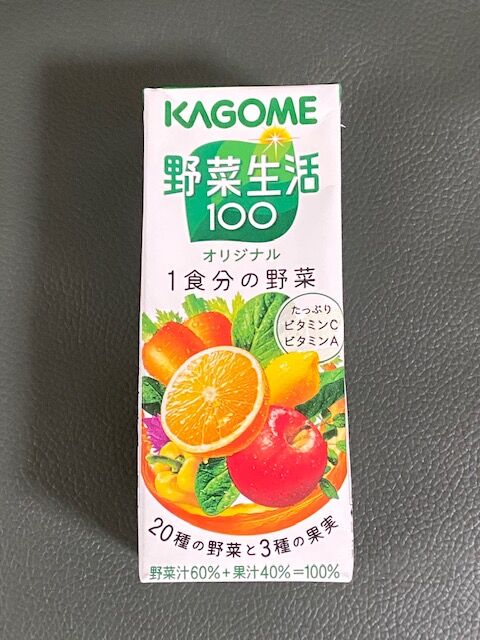 KAGOME
野菜生活
100
オリジナル
1食分の野菜
たっぷり
ビタミンC
ビタミンA
20種の野菜と3種の果実
野菜汁60%+果汁40%=100%